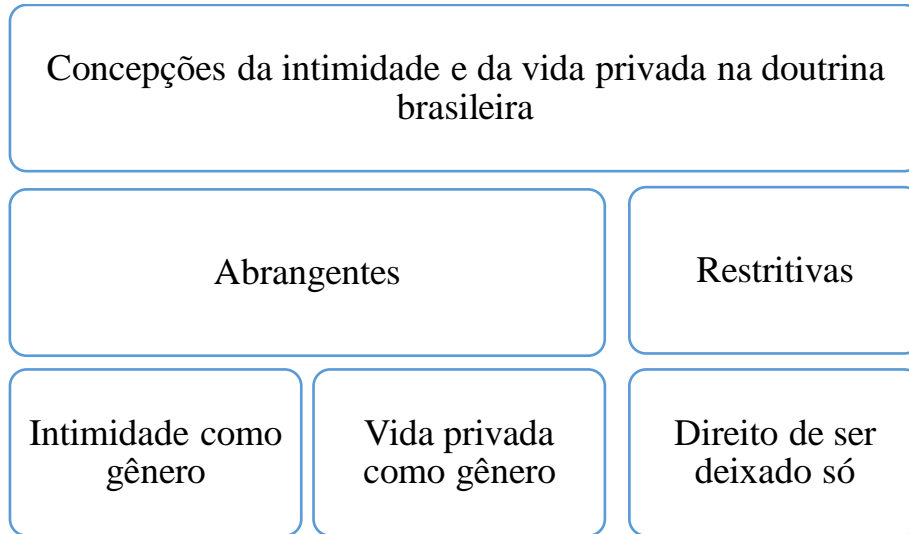 Concepções da intimidade e da vida privada na doutrina
brasileira
Abrangentes
Restritivas
Intimidade como
gênero
Vida privada
como gênero
Direito de ser
deixado só